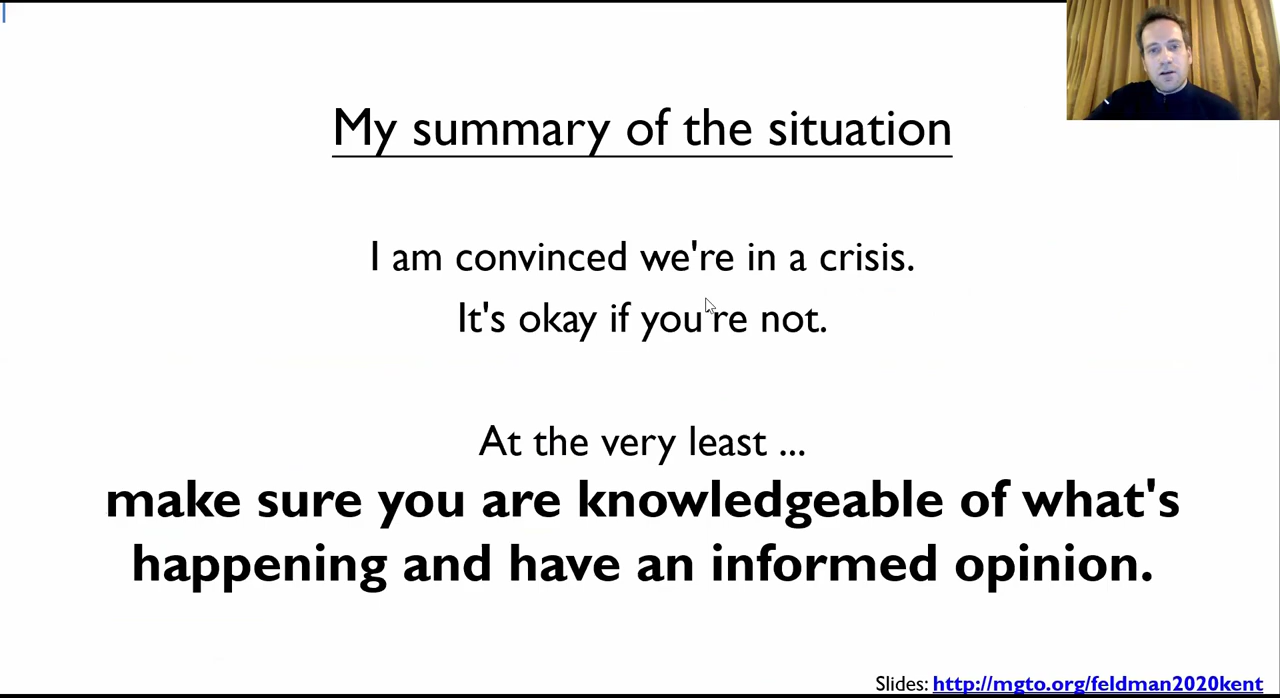 My summary of the situation
I am convinced we're in a crisis.
It's okay if you're not.
At the very least ...
make sure you are knowledgeable of what's
happening and have an informed opinion.
Slides: http://mgto.org/feldman2020kent